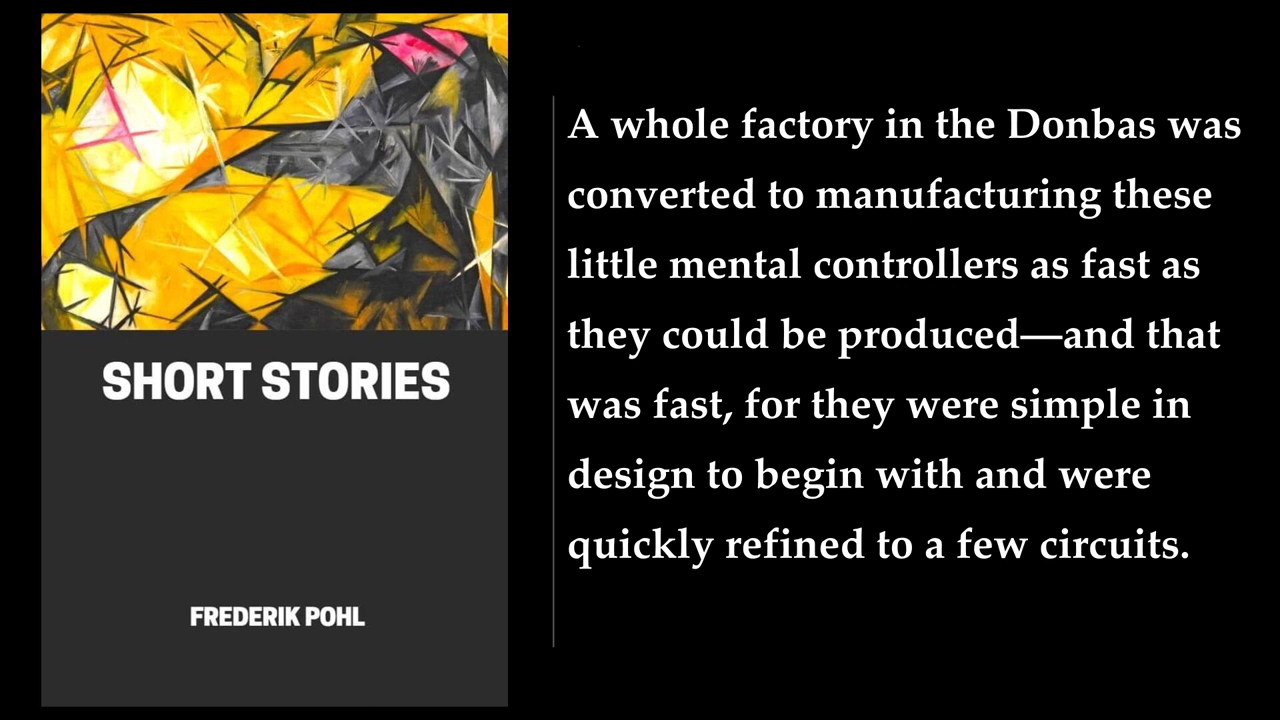 SHORT STORIES
FREDERIK POHL
A whole factory in the Donbas was
converted to manufacturing these
little mental controllers as fast as
they could be produced—and that
was fast, for they were simple in
design to begin with and were
quickly refined to a few circuits.